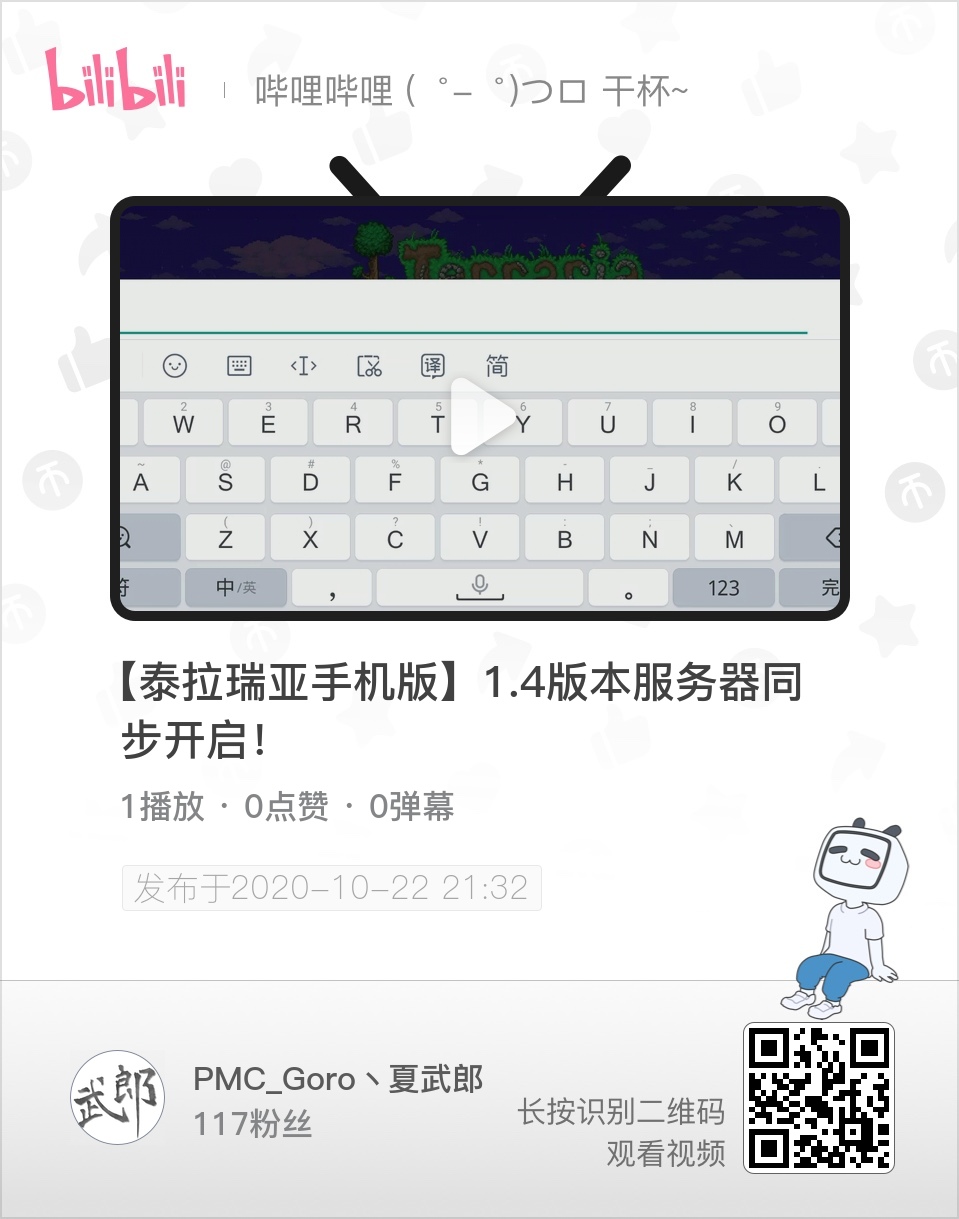 bilibili
哔哩哔哩 ( ゜- ゜)つロ 干杯~
Terraria
译 简
2 3 4 5 6 7 8 9
W E R T Y U I O
~ @ # % * - _ / .
A S D F G H J K L
( ) ? ! : ; 、
Z X C V B N M
符 中/英 , 。 123 完
【泰拉瑞亚手机版】1.4版本服务器同
步开启！
1播放 · 0点赞 · 0弹幕
发布于2020-10-22 21:32
武郎
PMC_Goro丶夏武郎
117粉丝
长按识别二维码
观看视频